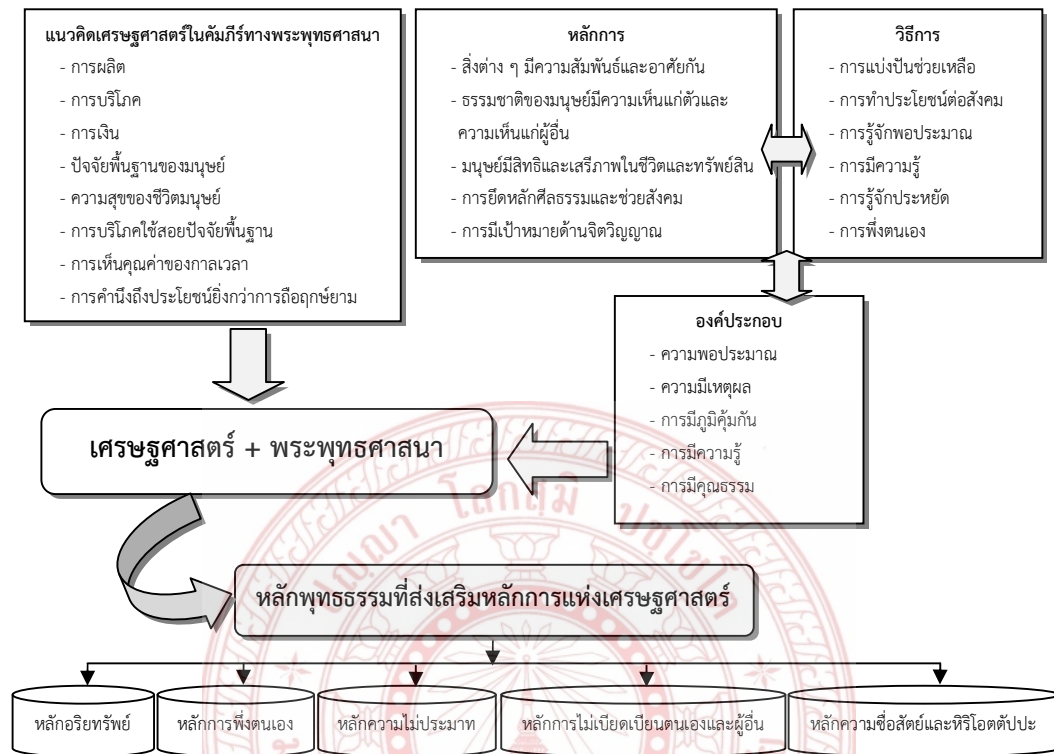 แนวคิดเศรษฐศาสตร์ในคัมภีร์ทางพระพุทธศาสนา
- การผลิต
- การบริโภค
- การเงิน
- ปัจจัยพื้นฐานของมนุษย์
- ความสุขของชีวิตมนุษย์
- การบริโภคใช้สอยปัจจัยพื้นฐาน
- การเห็นคุณค่าของกาลเวลา
- การคำนึงถึงประโยชน์ยิ่งกว่าการถือฤกษ์ยาม
หลักการ
- สิ่งต่าง ๆ มีความสัมพันธ์และอาศัยกัน
- ธรรมชาติของมนุษย์มีความเห็นแก่ตัวและ
ความเห็นแก่ผู้อื่น
- มนุษย์มีสิทธิและเสรีภาพในชีวิตและทรัพย์สิน
- การยึดหลักศีลธรรมและช่วยสังคม
- การมีเป้าหมายด้านจิตวิญญาณ
วิธีการ
- การแบ่งปันช่วยเหลือ
- การทำประโยชน์ต่อสังคม
- การรู้จักพอประมาณ
- การมีความรู้
- การรู้จักประหยัด
- การพึ่งตนเอง
องค์ประกอบ
- ความพอประมาณ
- ความมีเหตุผล
- การมีภูมิคุ้มกัน
- การมีความรู้
- การมีคุณธรรม
เศรษฐศาสตร์ + พระพุทธศาสนา
ปญฺญา โลกสฺมิ ปชฺโชโต
หลักพุทธธรรมที่ส่งเสริมหลักการแห่งเศรษฐศาสตร์
หลักอริยทรัพย์
หลักการพึ่งตนเอง
หลักความไม่ประมาท
หลักการไม่เบียดเบียนตนเองและผู้อื่น
หลักความซื่อสัตย์และหิริโอตตัปปะ